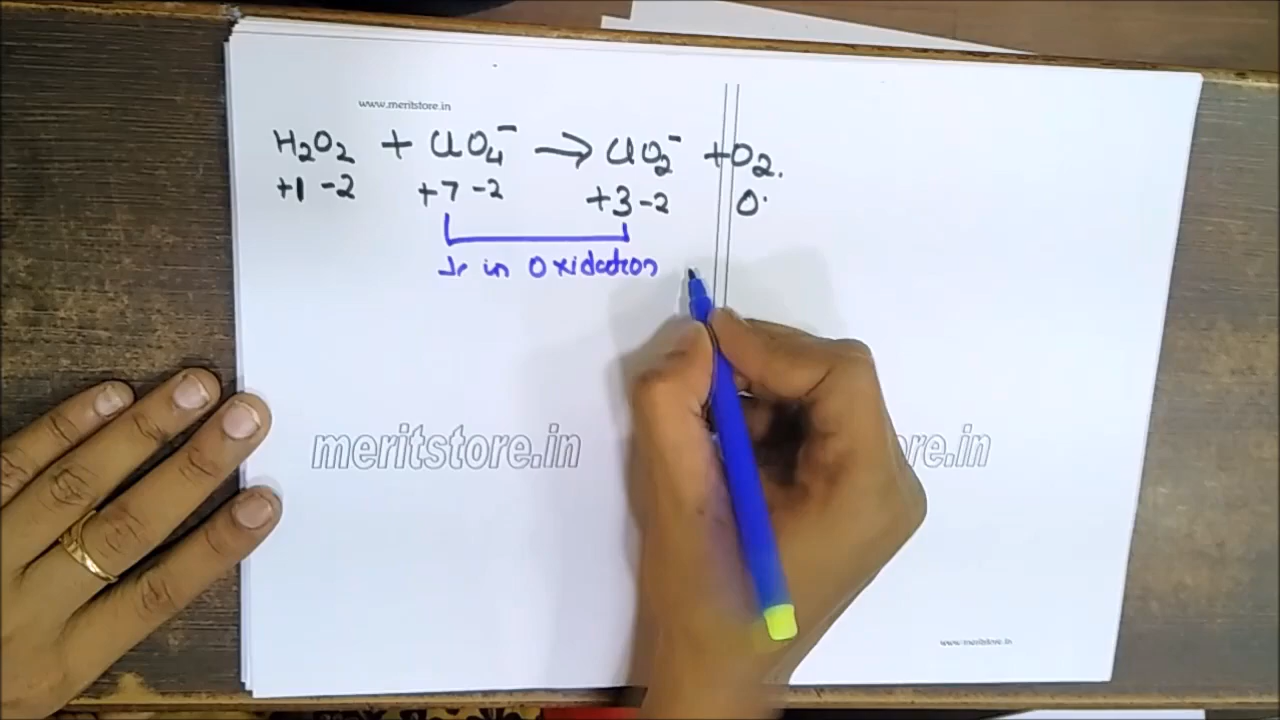 www.meritstore.in
H₂O₂ + ClO₄⁻ → ClO₂⁻ + O₂.
+1 -2 +7 -2 +3 -2 0.
in Oxidation
meritstore.in
re.in
www.meritstore.in